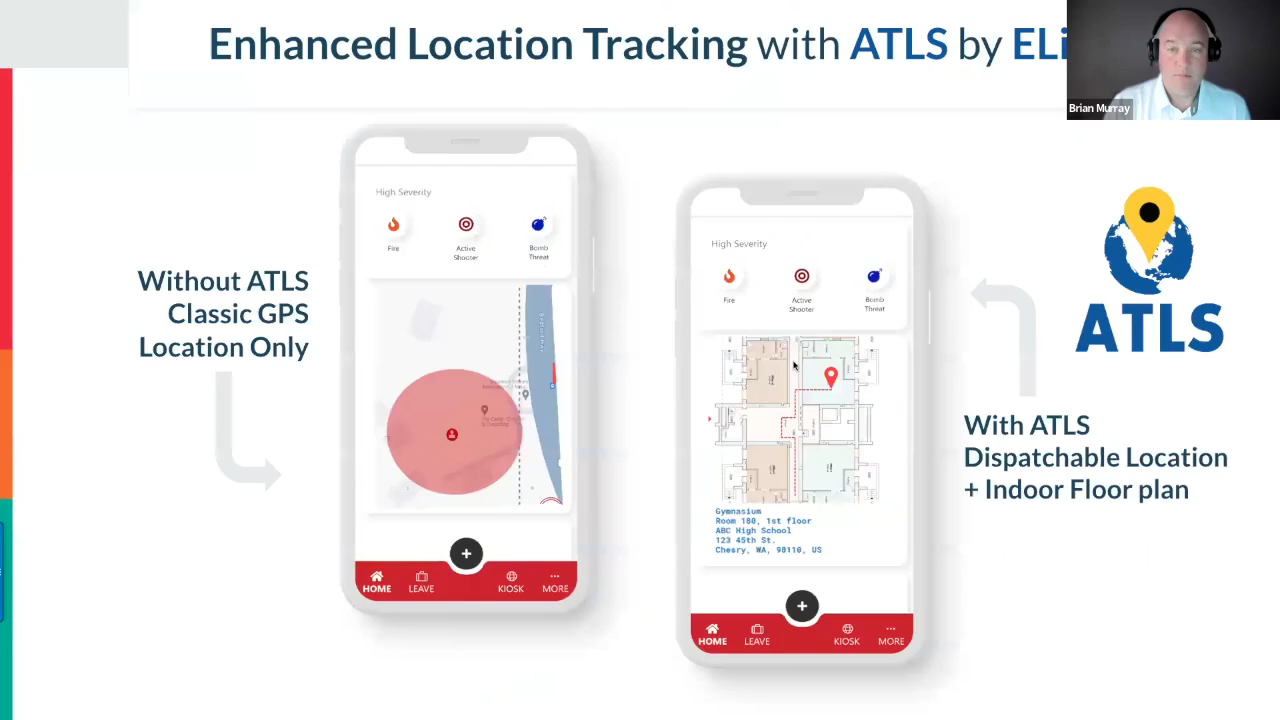 Enhanced Location Tracking with ATLS by ELi
Brian Murray
Without ATLS
Classic GPS
Location Only
High Severity
Fire
Active
Shooter
Bomb
Threat
HOME
LEAVE
KIOSK
MORE
High Severity
Fire
Active
Shooter
Bomb
Threat
Gymnasium
Room 180, 1st floor
ABC High School
123 45th St.
Chesry, WA, 98110, US
HOME
LEAVE
KIOSK
MORE
ATLS
With ATLS
Dispatchable Location
+ Indoor Floor plan